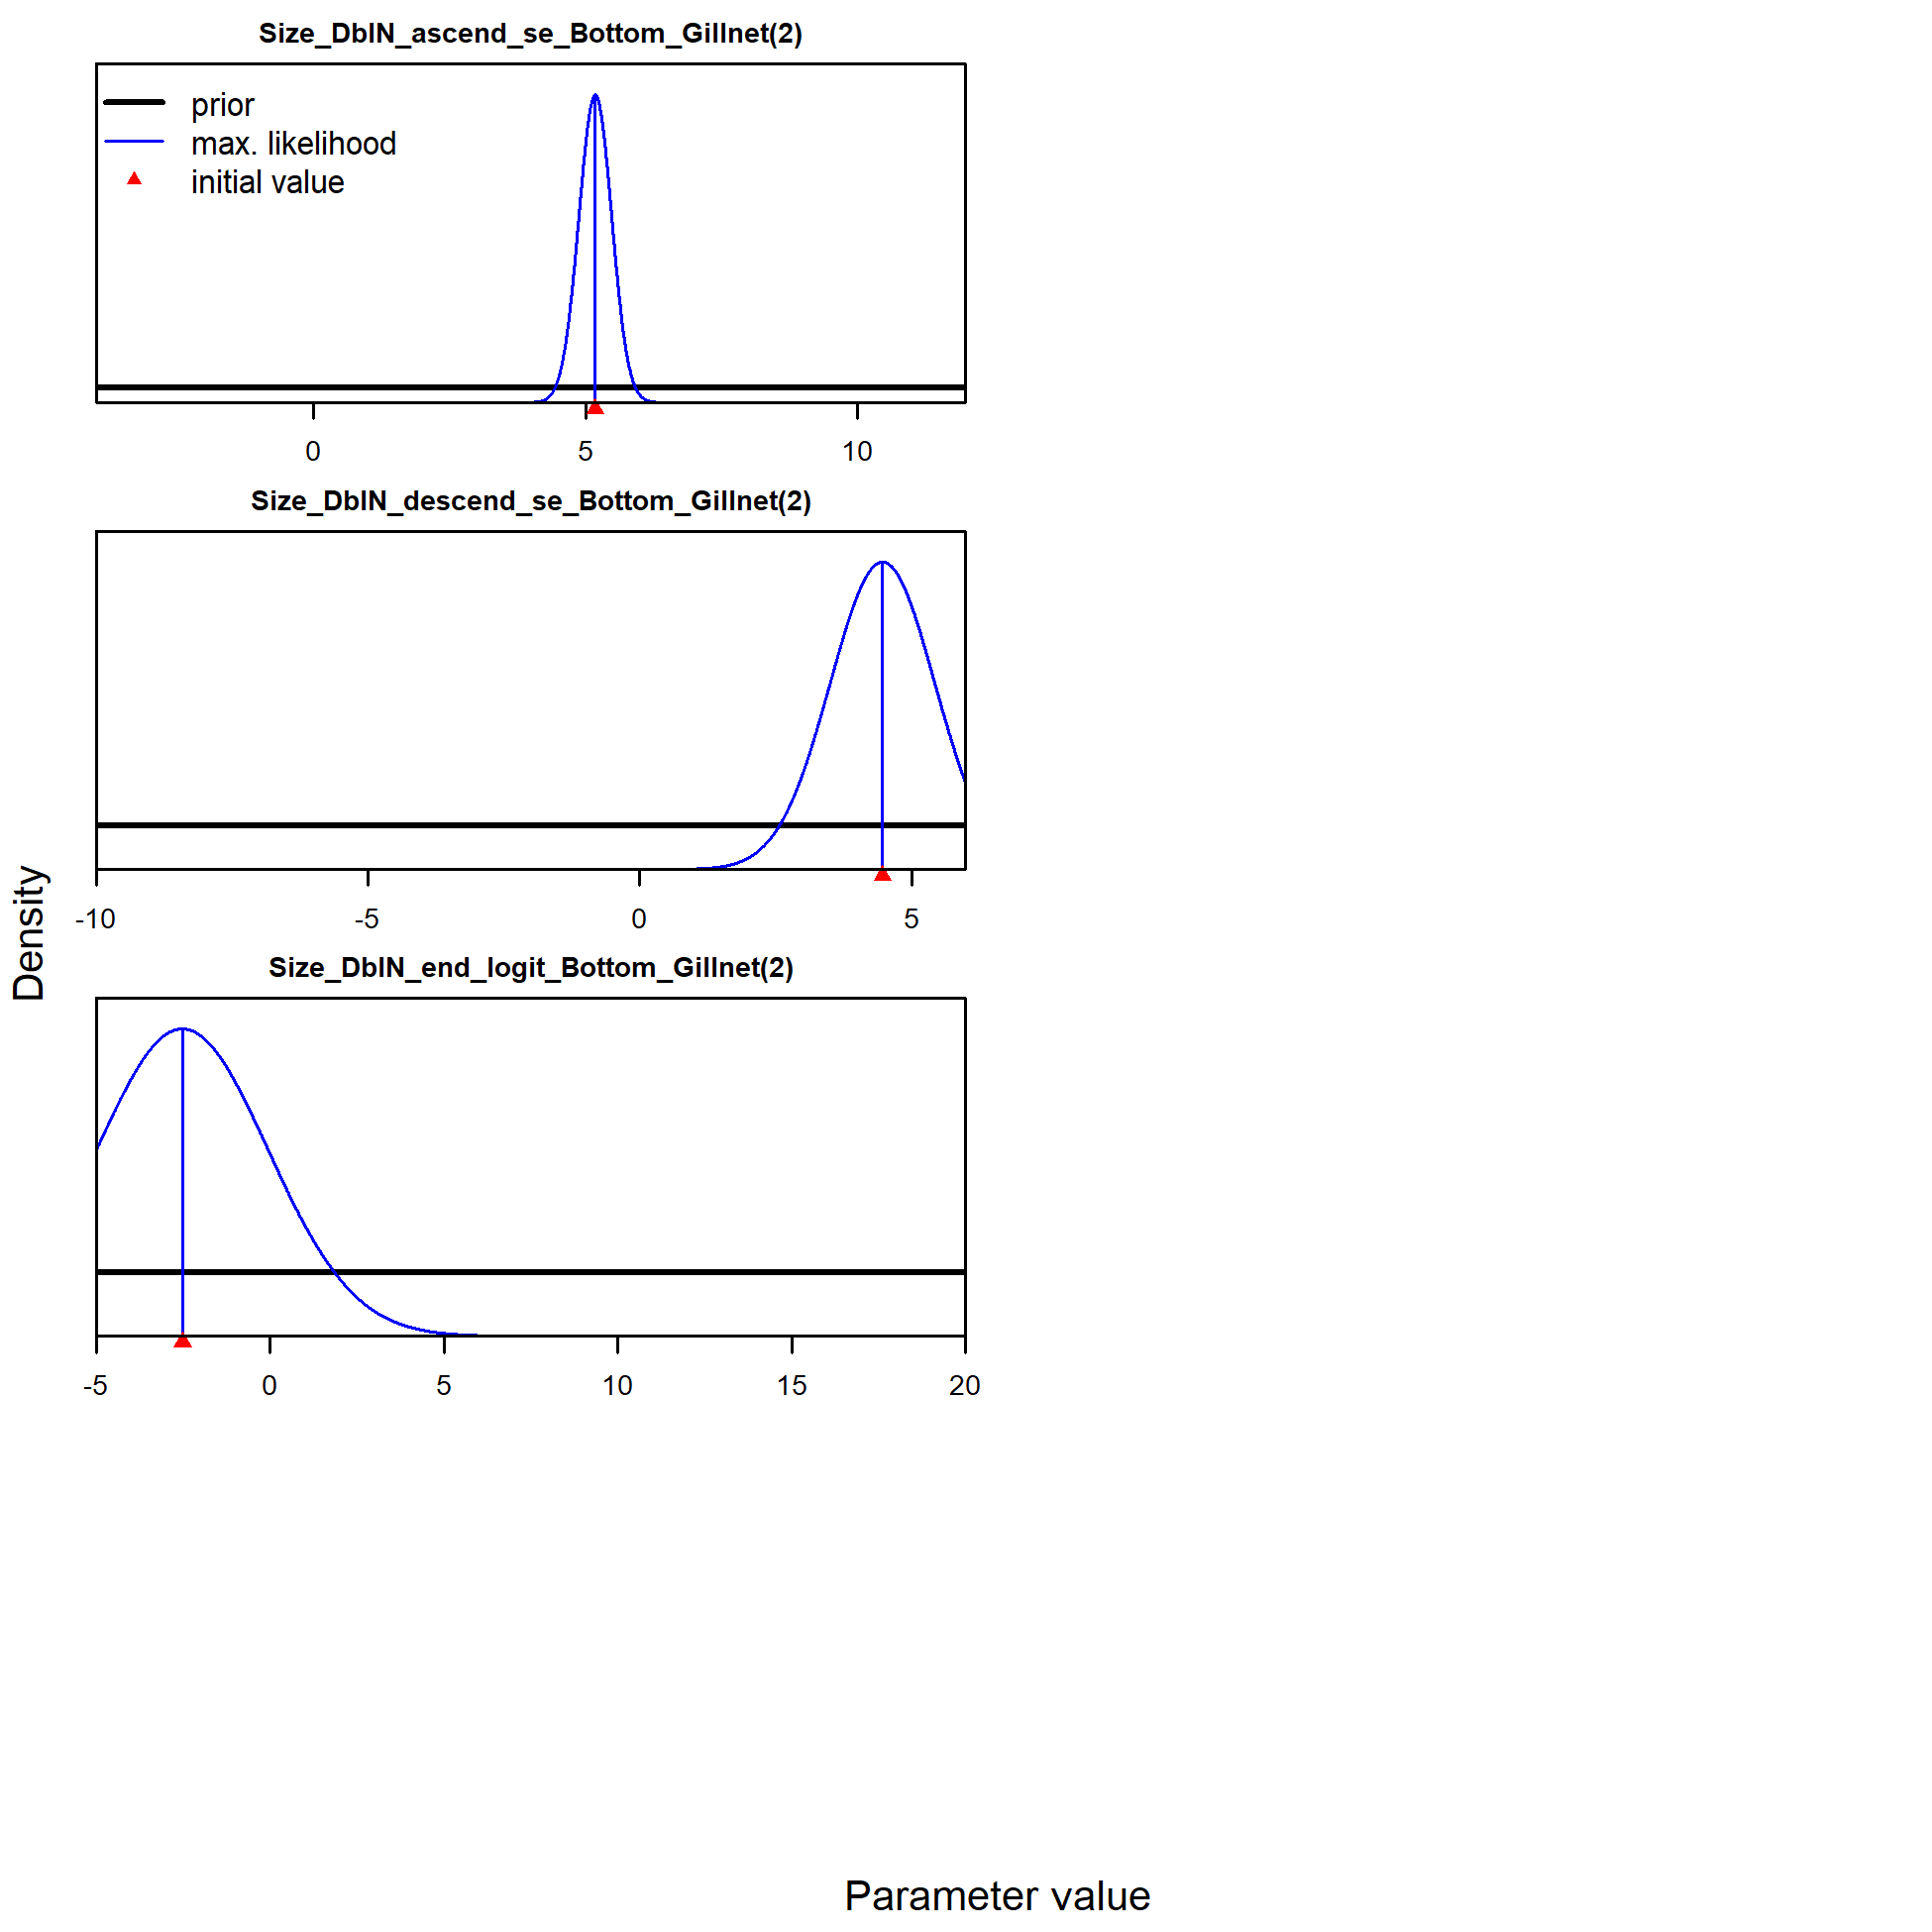 Size_DblN_ascend_se_Bottom_Gillnet(2)
prior
max. likelihood
initial value
0 5 10
Size_DblN_descend_se_Bottom_Gillnet(2)
-10 -5 0 5
Density
Size_DblN_end_logit_Bottom_Gillnet(2)
-5 0 5 10 15 20
Parameter value